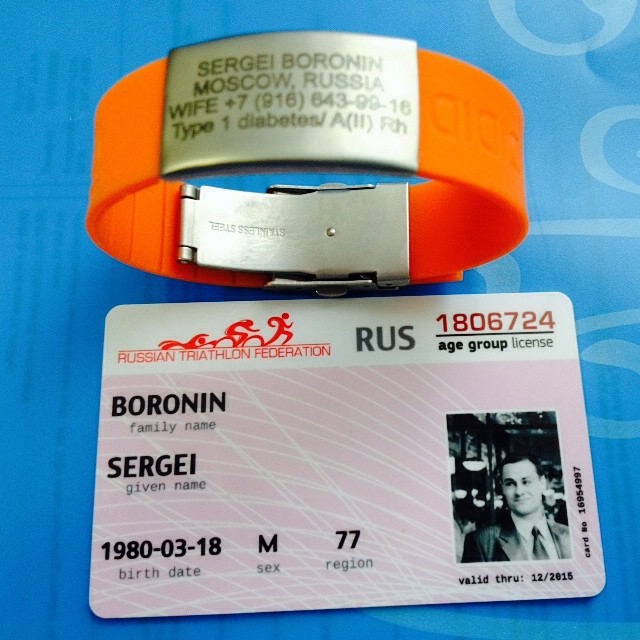 SERGEI BORONIN
MOSCOW, RUSSIA
WIFE +7 (916) 643-99-16
Type 1 diabetes/ A(II) Rh
STAINLESS STEEL
RUSSIAN TRIATHLON FEDERATION
RUS
1806724
age group license
BORONIN
family name
SERGEI
given name
1980-03-18
birth date
M
sex
77
region
card No 16954997
valid thru: 12/2015